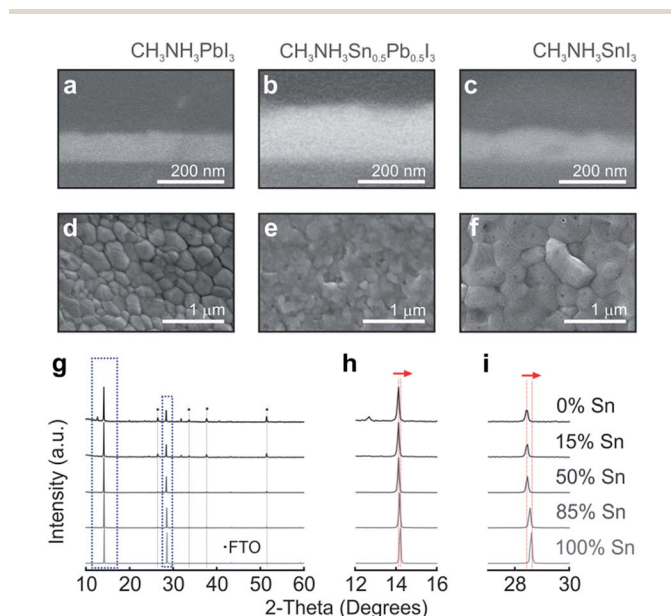 CH₃NH₃PbI₃ CH₃NH₃Sn₀.₅Pb₀.₅I₃ CH₃NH₃SnI₃
a b c
200 nm 200 nm 200 nm
d e f
1 μm 1 μm 1 μm
g h i
0% Sn
15% Sn
50% Sn
85% Sn
100% Sn
Intensity (a.u.)
•FTO
10 20 30 40 50 60 12 14 16 28 30
2-Theta (Degrees)